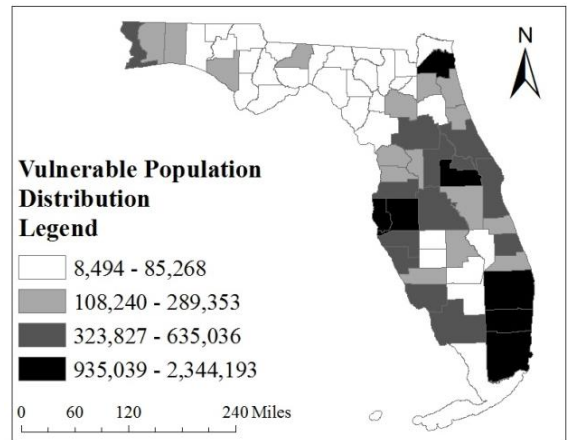 N
Vulnerable Population
Distribution
Legend
8,494 - 85,268
108,240 - 289,353
323,827 - 635,036
935,039 - 2,344,193
0 60 120 240 Miles